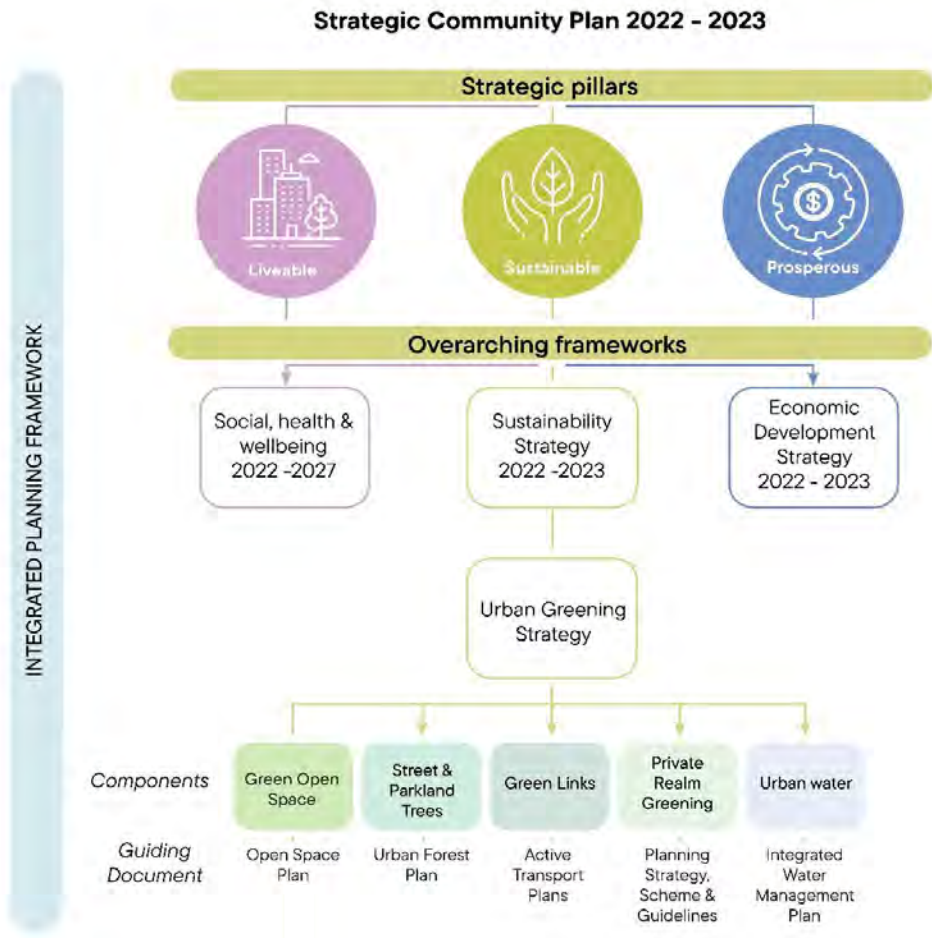 Strategic Community Plan 2022 - 2023
INTEGRATED PLANNING FRAMEWORK
Strategic pillars
Liveable
Sustainable
Prosperous
Overarching frameworks
Social, health &
wellbeing
2022 -2027
Sustainability
Strategy
2022 -2023
Economic
Development
Strategy
2022 - 2023
Urban Greening
Strategy
Components
Green Open
Space
Street &
Parkland
Trees
Green Links
Private
Realm
Greening
Urban water
Guiding
Document
Open Space
Plan
Urban Forest
Plan
Active
Transport
Plans
Planning
Strategy,
Scheme &
Guidelines
Integrated
Water
Management
Plan